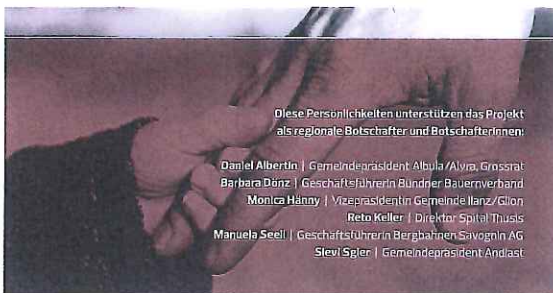 Diese Persönlichkeiten unterstützen das Projekt
als regionale Botschafter und Botschafterinnen:
Daniel Albertin | Gemeindepräsident Albula/Alvra, Grossrat
Barbara Dönz | Geschäftsführerin Bündner Bauernverband
Monica Hänny | Vizepräsidentin Gemeinde Ilanz/Glion
Reto Keller | Direktor Spital Thusis
Manuela Seeli | Geschäftsführerin Bergbahnen Savognin AG
Slevi Sgier | Gemeindepräsident Andiast